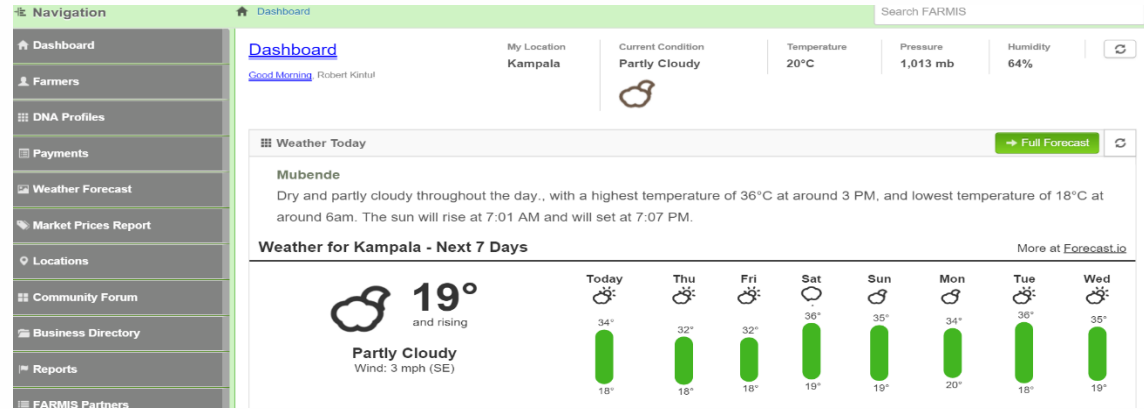 Navigation
Dashboard
Search FARMIS
Dashboard
Farmers
DNA Profiles
Payments
Weather Forecast
Market Prices Report
Locations
Community Forum
Business Directory
Reports
FARMIS Partners
Dashboard
Good Morning, Robert Kintu!
My Location
Kampala
Current Condition
Partly Cloudy
Temperature
20°C
Pressure
1,013 mb
Humidity
64%
Weather Today
Full Forecast
Mubende
Dry and partly cloudy throughout the day., with a highest temperature of 36°C at around 3 PM, and lowest temperature of 18°C at
around 6am. The sun will rise at 7:01 AM and will set at 7:07 PM.
Weather for Kampala - Next 7 Days
More at Forecast.io
19°
and rising
Partly Cloudy
Wind: 3 mph (SE)
Today Thu Fri Sat Sun Mon Tue Wed
34° 32° 32° 36° 35° 34° 36° 35°
18° 18° 18° 19° 19° 20° 18° 19°